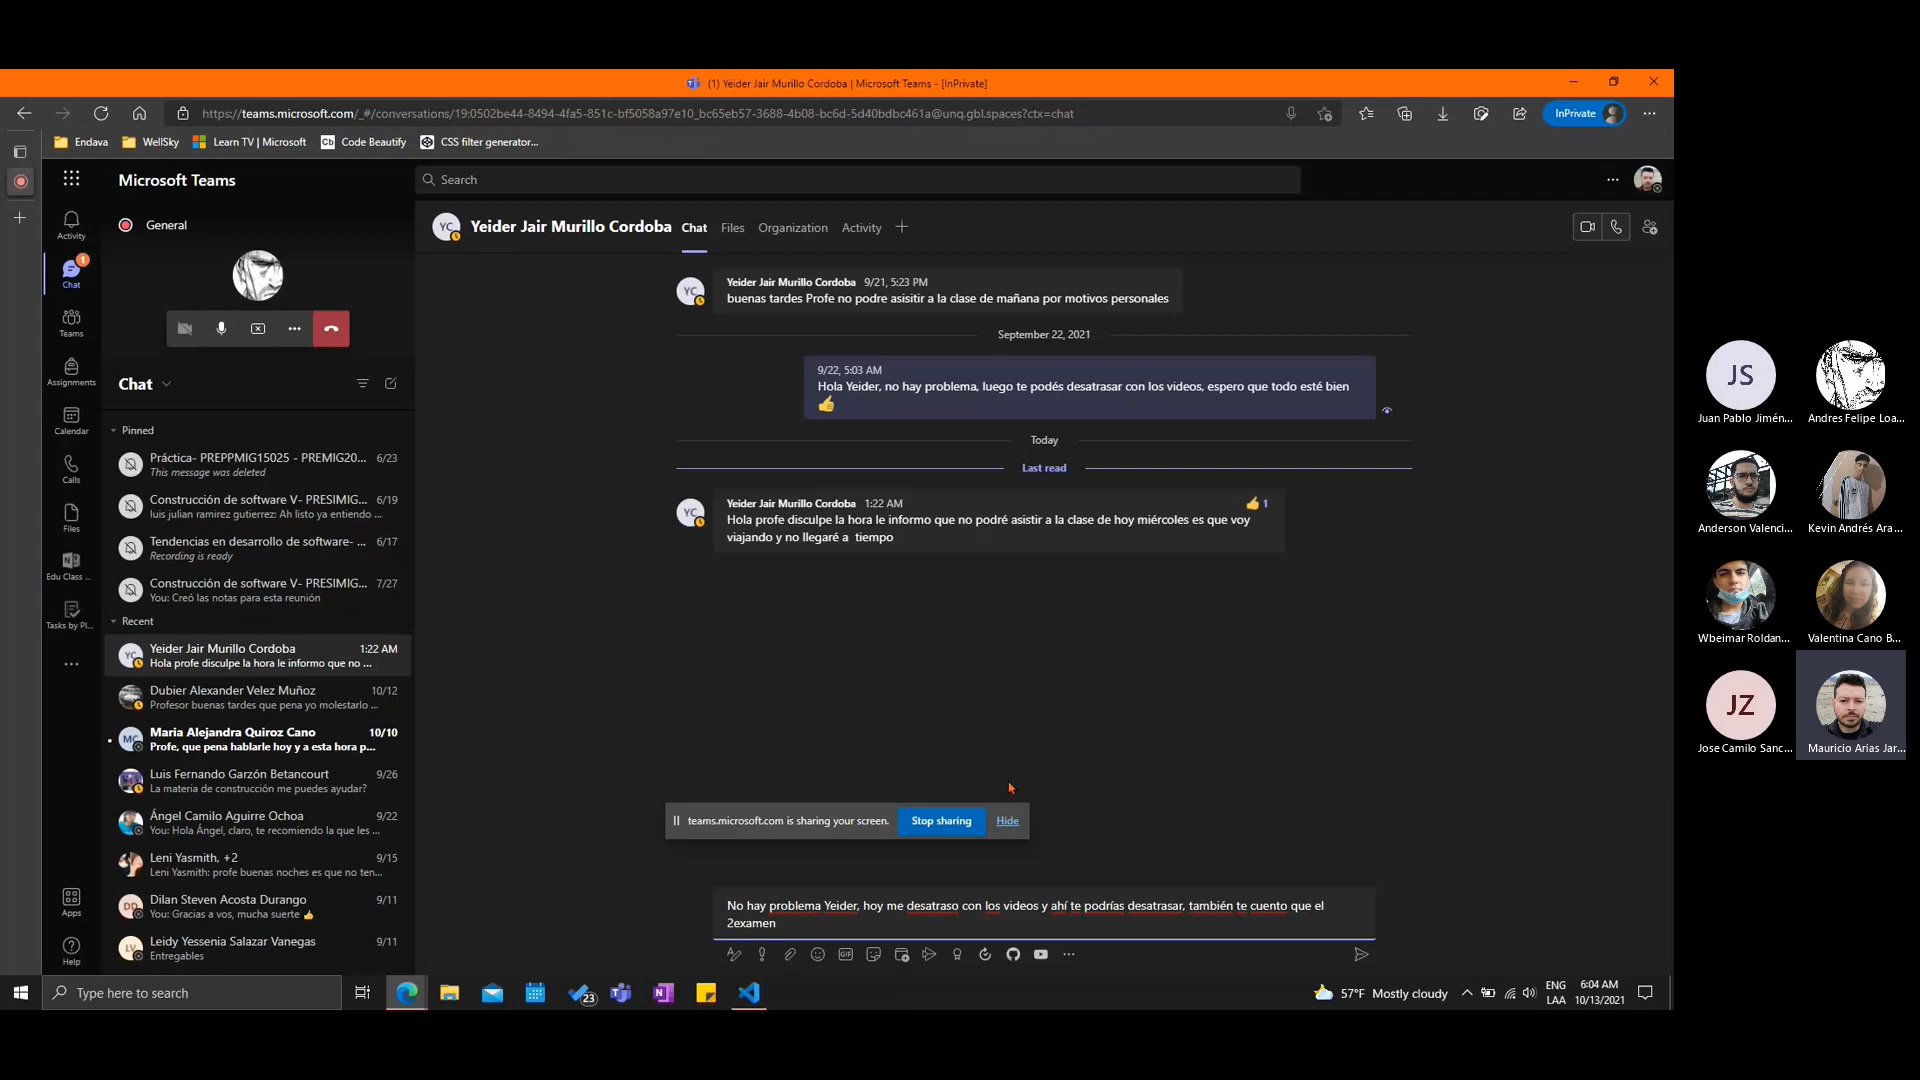 (1) Yeider Jair Murillo Cordoba | Microsoft Teams - [InPrivate]
https://teams.microsoft.com/_#/conversations/19:0502be44-8494-4fa5-851c-bf5058a97e10_bc65eb57-3688-4b08-bc6d-5d40bdbc461a@unq.gbl.spaces?ctx=chat
InPrivate
Endava
WellSky
Learn TV | Microsoft
Cb Code Beautify
CSS filter generator...
Microsoft Teams
Search
General
Activity
Chat
1
Teams
Assignments
Calendar
Calls
Files
Edu Class ...
Tasks by Pl...
Apps
Help
Chat
Pinned
Práctica- PREPPMIG15025 - PREMIG20... 6/23
This message was deleted
Construcción de software V- PRESIMIG... 6/19
luis julian ramirez gutierrez: Ah listo ya entiendo ...
Tendencias en desarrollo de software- ... 6/17
Recording is ready
Construcción de software V- PRESIMIG... 7/27
You: Creó las notas para esta reunión
Recent
YC Yeider Jair Murillo Cordoba 1:22 AM
Hola profe disculpe la hora le informo que no ...
Dubier Alexander Velez Muñoz 10/12
Profesor buenas tardes que pena yo molestarlo ...
MC Maria Alejandra Quiroz Cano 10/10
Profe, que pena hablarle hoy y a esta hora p...
Luis Fernando Garzón Betancourt 9/26
La materia de construcción me puedes ayudar?
Ángel Camilo Aguirre Ochoa 9/22
You: Hola Ángel, claro, te recomiendo la que les ...
Leni Yasmith, +2 9/15
Leni Yasmith: profe buenas noches es que no ten...
DD Dilan Steven Acosta Durango 9/11
You: Gracias a vos, mucha suerte 👍
LV Leidy Yessenia Salazar Vanegas 9/11
Entregables
YC Yeider Jair Murillo Cordoba Chat Files Organization Activity
YC Yeider Jair Murillo Cordoba 9/21, 5:23 PM
buenas tardes Profe no podre asisitir a la clase de mañana por motivos personales
September 22, 2021
9/22, 5:03 AM
Hola Yeider, no hay problema, luego te podés desatrasar con los videos, espero que todo esté bien
👍
Today
Last read
YC Yeider Jair Murillo Cordoba 1:22 AM 👍 1
Hola profe disculpe la hora le informo que no podré asistir a la clase de hoy miércoles es que voy
viajando y no llegaré a tiempo
teams.microsoft.com is sharing your screen. Stop sharing Hide
No hay problema Yeider, hoy me desatraso con los videos y ahí te podrías desatrasar, también te cuento que el
2examen
GIF
JS
Juan Pablo Jimén...
Andres Felipe Loa...
Anderson Valenci...
Kevin Andrés Ara...
Wbeimar Roldan...
Valentina Cano B...
JZ
Jose Camilo Sanc...
Mauricio Arias Jar...
Type here to search
23
57°F Mostly cloudy
ENG
LAA
6:04 AM
10/13/2021